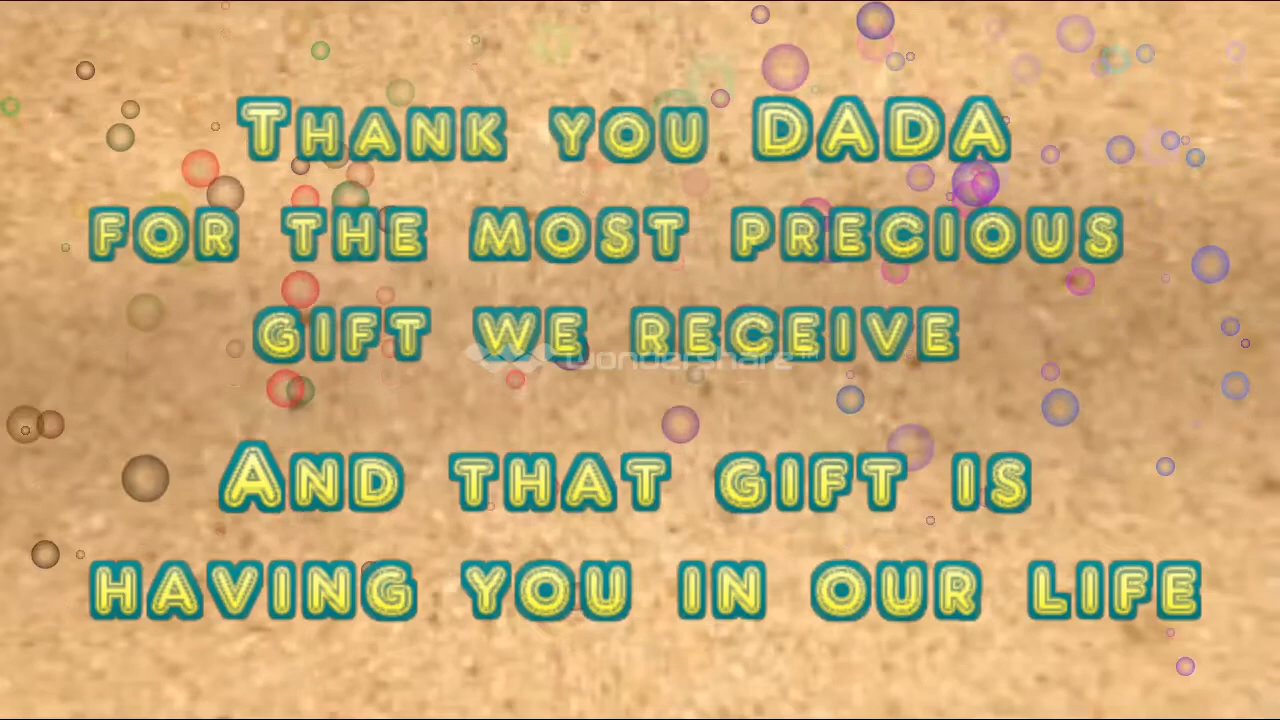 Thank you DADA
for the most precious
gift we receive
wondershare™
And that gift is
having you in our life